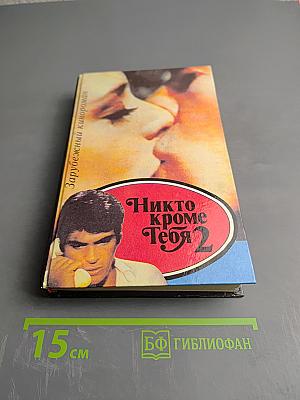 Зарубежный кинороман
Никто
кроме
Тебя 2
15 см
БФ ГИБЛИОФАН